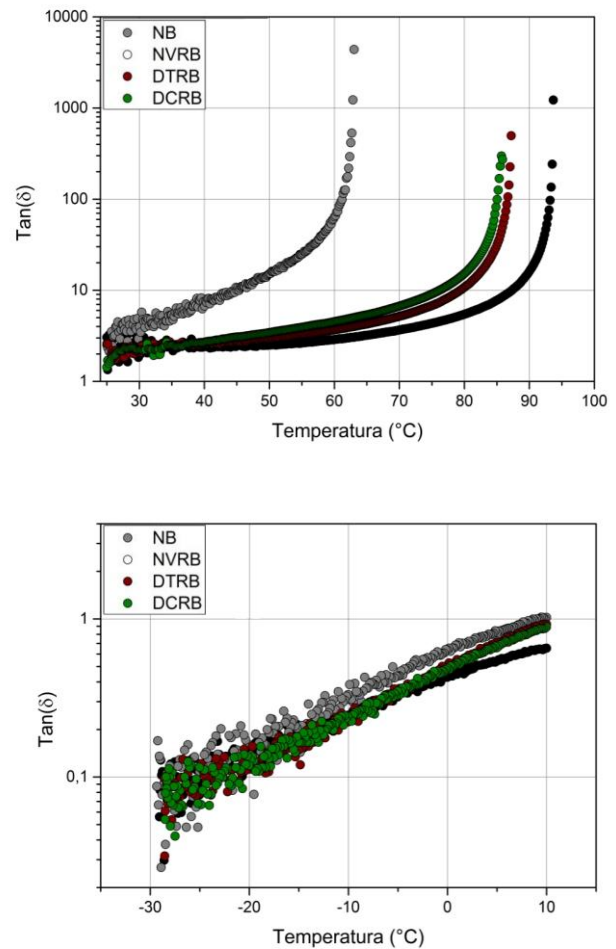 10000
1000
100
10
1
Tan(δ)
NB
NVRB
DTRB
DCRB
30 40 50 60 70 80 90 100
Temperatura (°C)
1
0,1
Tan(δ)
NB
NVRB
DTRB
DCRB
-30 -20 -10 0 10
Temperatura (°C)